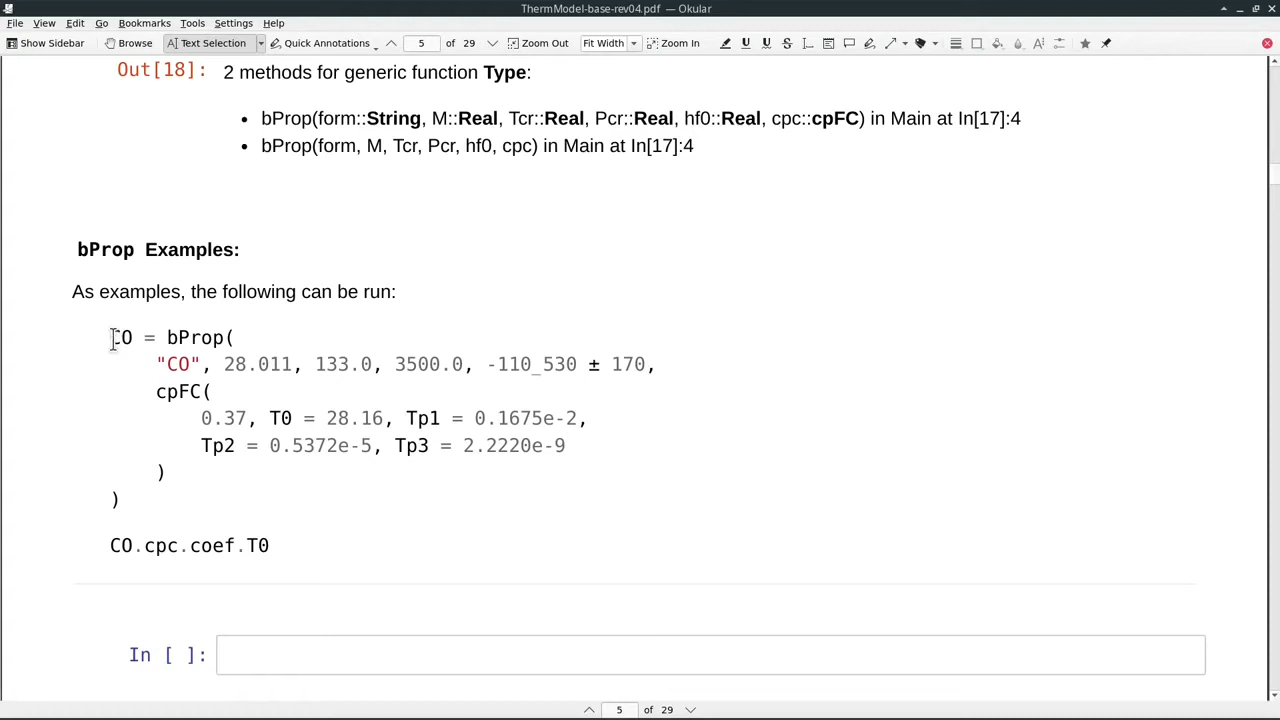 ThermModel-base-rev04.pdf — Okular
File View Edit Go Bookmarks Tools Settings Help
Show Sidebar Browse Text Selection Quick Annotations 5 of 29 Zoom Out Fit Width Zoom In
Out[18]: 2 methods for generic function Type:
• bProp(form::String, M::Real, Tcr::Real, Pcr::Real, hf0::Real, cpc::cpFC) in Main at In[17]:4
• bProp(form, M, Tcr, Pcr, hf0, cpc) in Main at In[17]:4
bProp Examples:
As examples, the following can be run:
CO = bProp(
"CO", 28.011, 133.0, 3500.0, -110_530 ± 170,
cpFC(
0.37, T0 = 28.16, Tp1 = 0.1675e-2,
Tp2 = 0.5372e-5, Tp3 = 2.2220e-9
)
)
CO.cpc.coef.T0
In [ ]:
5 of 29